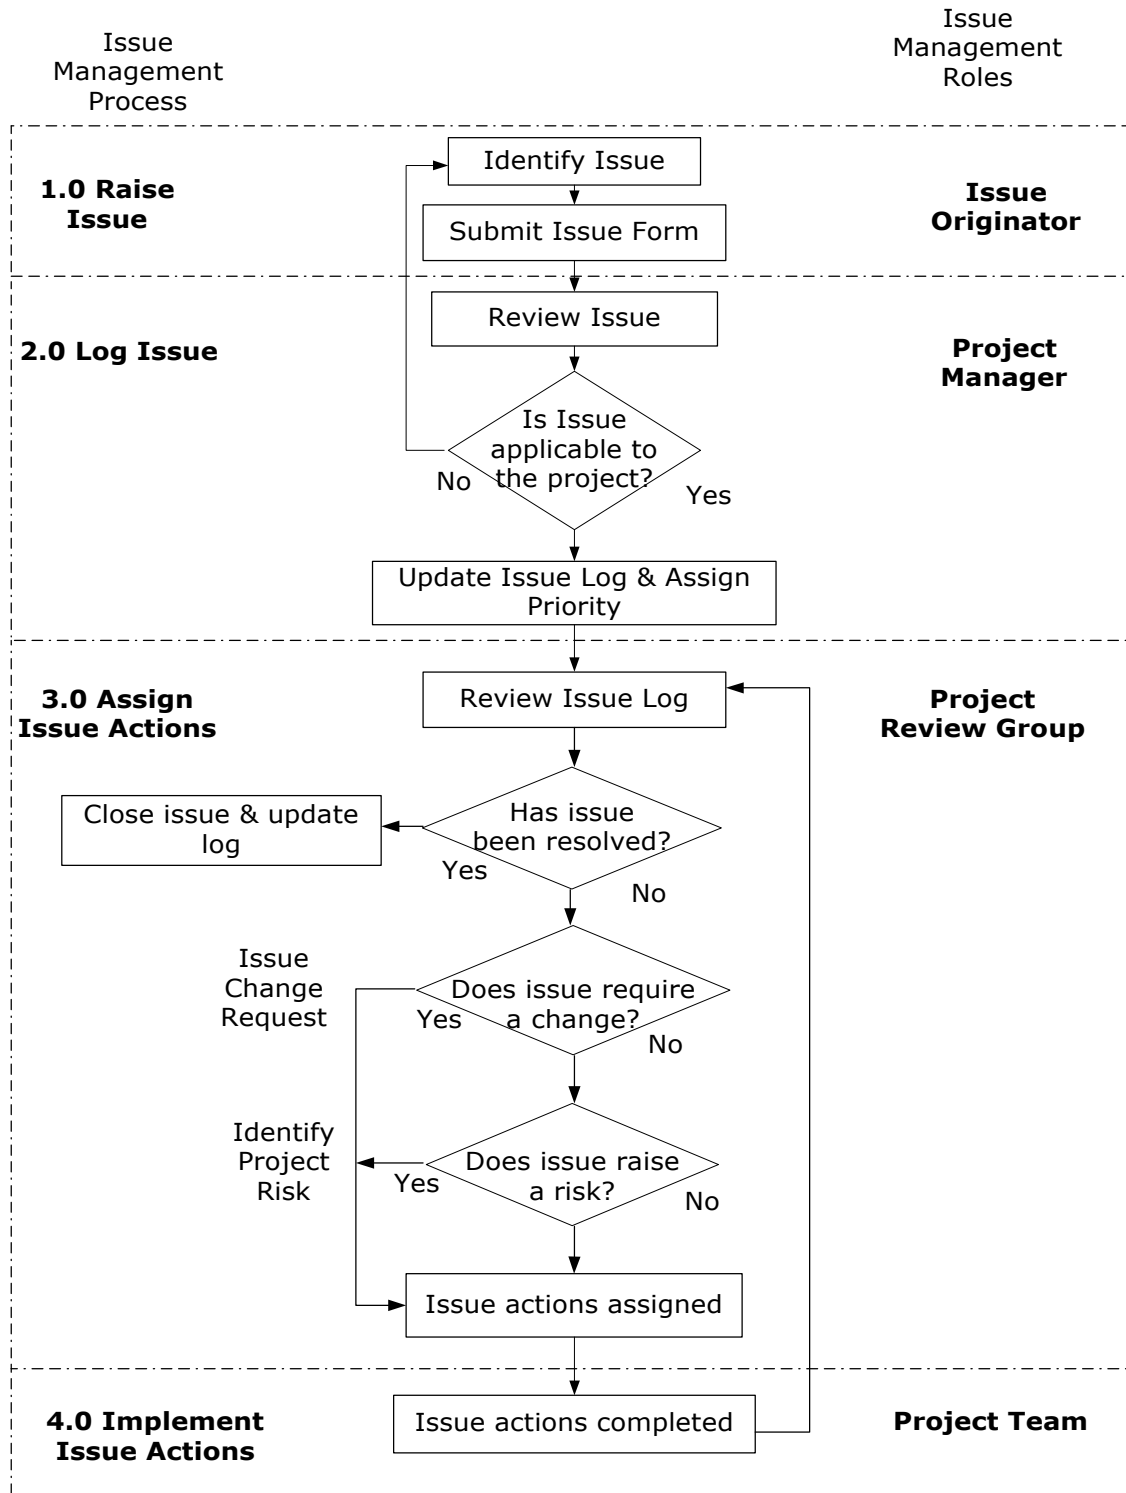 Issue
Management
Process
Issue
Management
Roles
Identify Issue
1.0 Raise
Issue
Submit Issue Form
Issue
Originator
Review Issue
2.0 Log Issue
Project
Manager
Is Issue
applicable to
the project?
No
Yes
Update Issue Log & Assign
Priority
3.0 Assign
Issue Actions
Review Issue Log
Project
Review Group
Close issue & update
log
Has issue
been resolved?
Yes
No
Issue
Change
Request
Does issue require
a change?
Yes
No
Identify
Project
Risk
Does issue raise
a risk?
Yes
No
Issue actions assigned
4.0 Implement
Issue Actions
Issue actions completed
Project Team